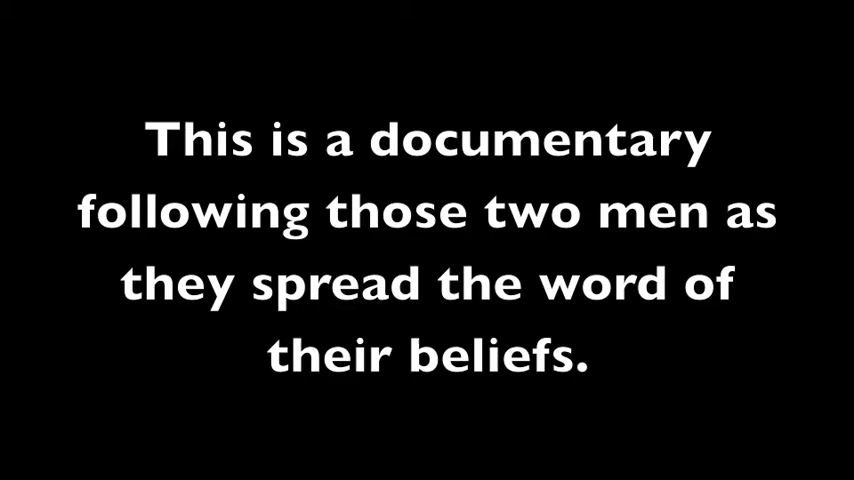 This is a documentary
following those two men as
they spread the word of
their beliefs.